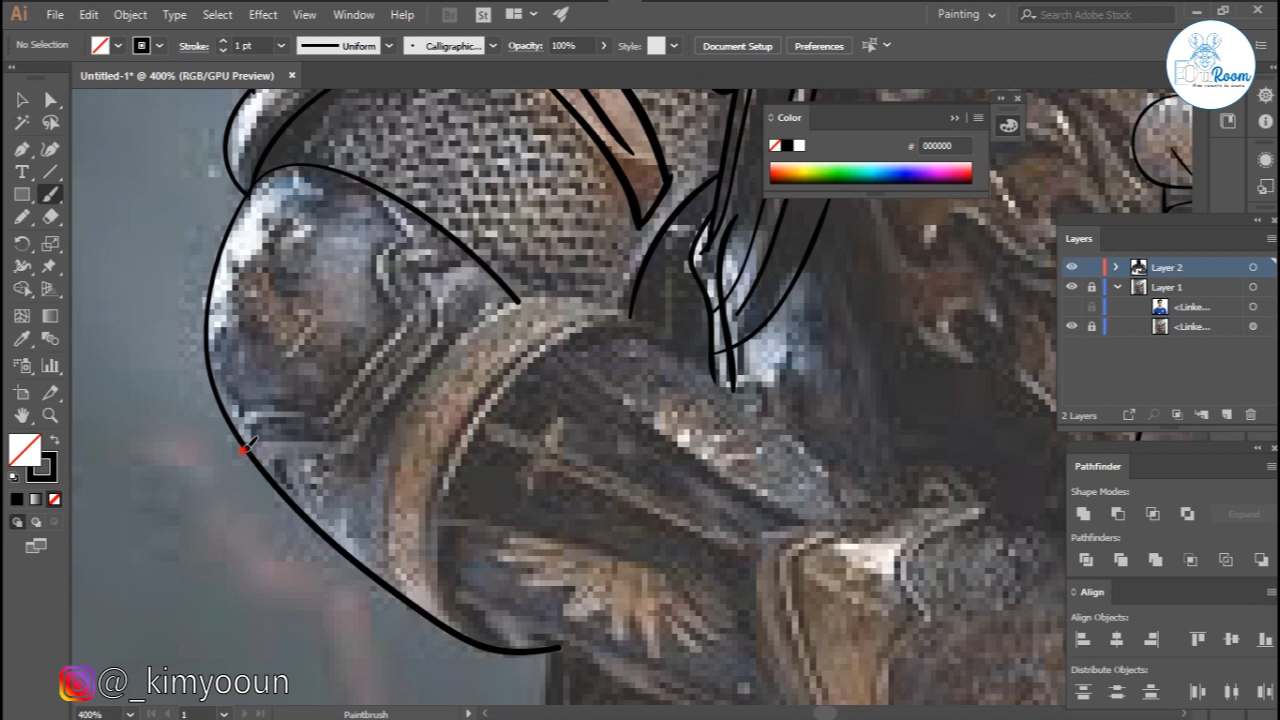 Ai File Edit Object Type Select Effect View Window Help Br St Painting Search Adobe Stock
No Selection Stroke: 1 pt Uniform Calligraphic... Opacity: 100% Style: Document Setup Preferences
EDuRoom
Untitled-1* @ 400% (RGB/GPU Preview)
Color
# 000000
Layers
Layer 2
Layer 1
<Linke...
<Linke...
2 Layers
Pathfinder
Shape Modes:
Expand
Pathfinders:
Align
Align Objects:
Distribute Objects:
@_kimyooun
400% 1 Paintbrush